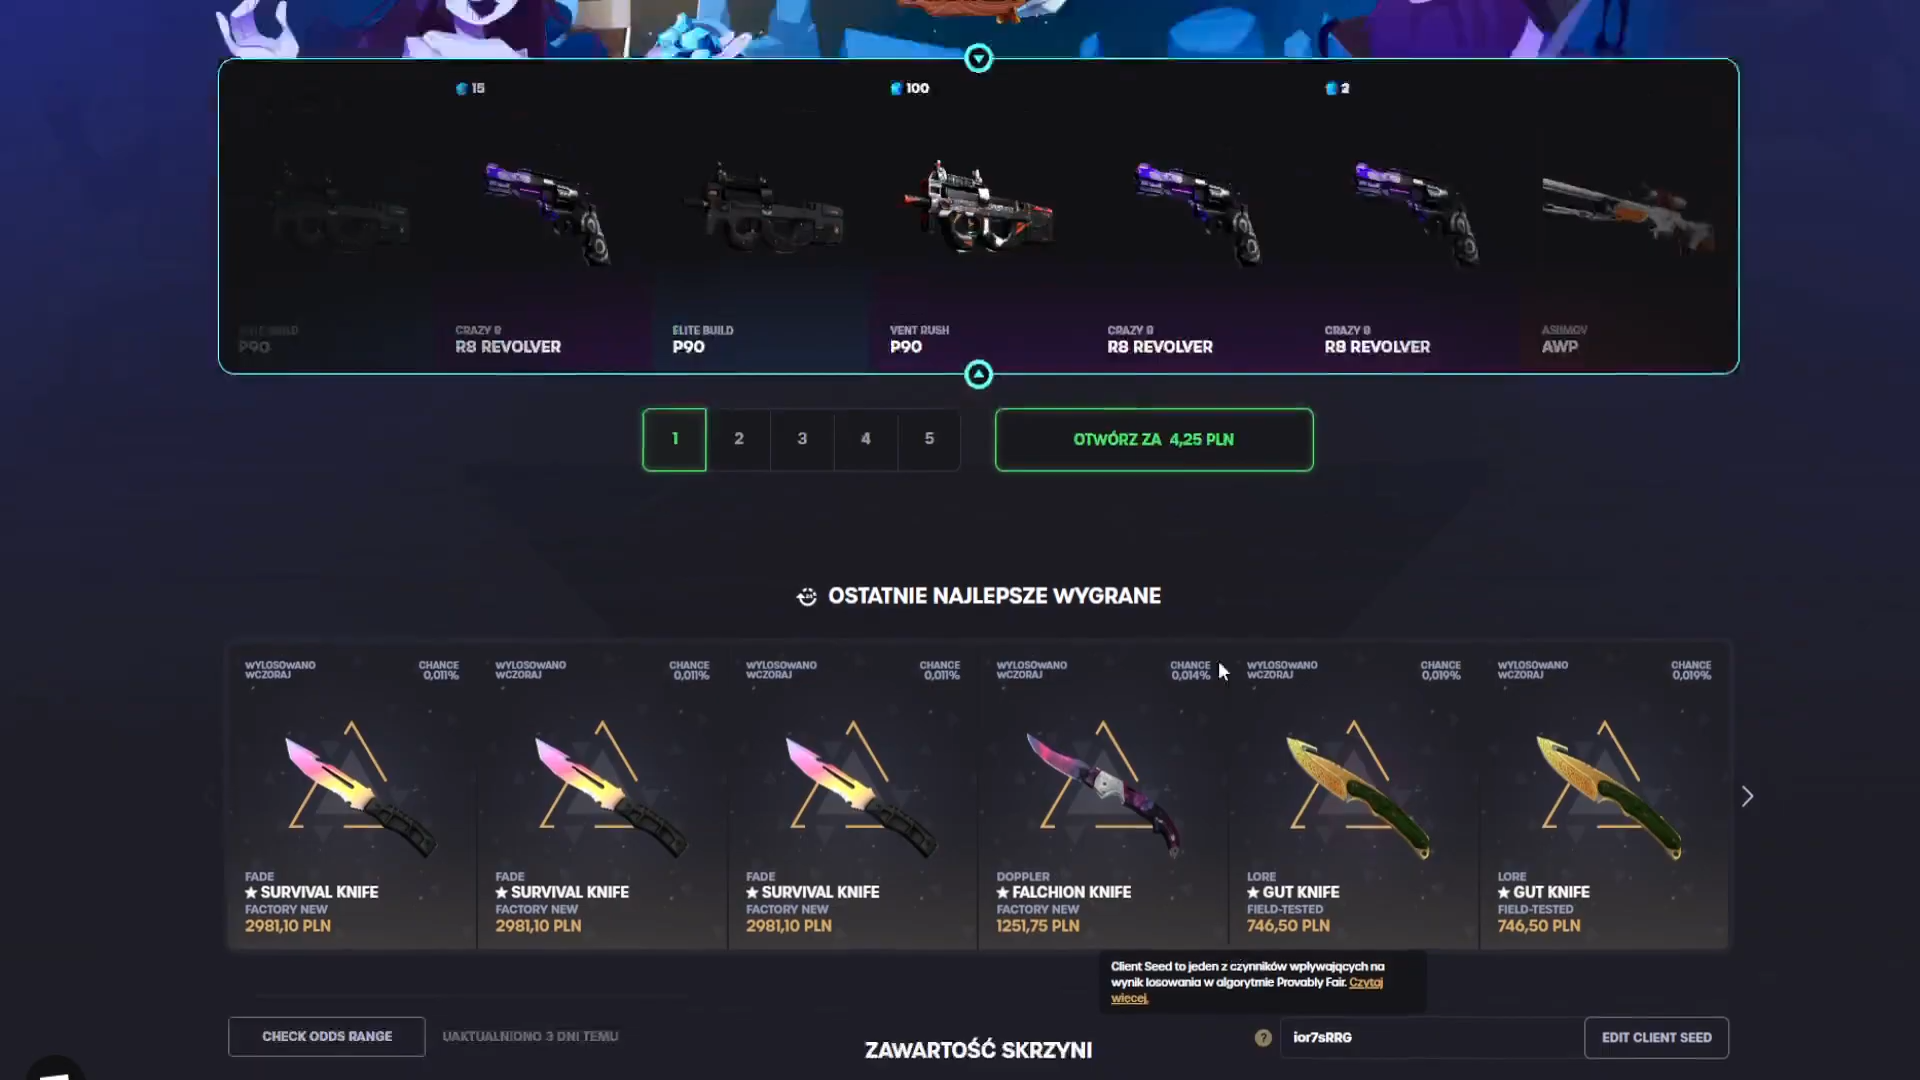 15
100
2
ELITE BUILD
P90
CRAZY 8
R8 REVOLVER
ELITE BUILD
P90
VENT RUSH
P90
CRAZY 8
R8 REVOLVER
CRAZY 8
R8 REVOLVER
ASIIMOV
AWP
1 2 3 4 5
OTWÓRZ ZA 4,25 PLN
OSTATNIE NAJLEPSZE WYGRANE
WYLOSOWANO
WCZORAJ
CHANCE
0,011%
FADE
★ SURVIVAL KNIFE
FACTORY NEW
2981,10 PLN
WYLOSOWANO
WCZORAJ
CHANCE
0,011%
FADE
★ SURVIVAL KNIFE
FACTORY NEW
2981,10 PLN
WYLOSOWANO
WCZORAJ
CHANCE
0,011%
FADE
★ SURVIVAL KNIFE
FACTORY NEW
2981,10 PLN
WYLOSOWANO
WCZORAJ
CHANCE
0,014%
DOPPLER
★ FALCHION KNIFE
FACTORY NEW
1251,75 PLN
WYLOSOWANO
WCZORAJ
CHANCE
0,019%
LORE
★ GUT KNIFE
FIELD-TESTED
746,50 PLN
WYLOSOWANO
WCZORAJ
CHANCE
0,019%
LORE
★ GUT KNIFE
FIELD-TESTED
746,50 PLN
Client Seed to jeden z czynników wpływających na
wynik losowania w algorytmie Provably Fair. Czytaj
więcej.
CHECK ODDS RANGE
UAKTUALNIONO 3 DNI TEMU
ZAWARTOŚĆ SKRZYNI
?
ior7sRRG
EDIT CLIENT SEED